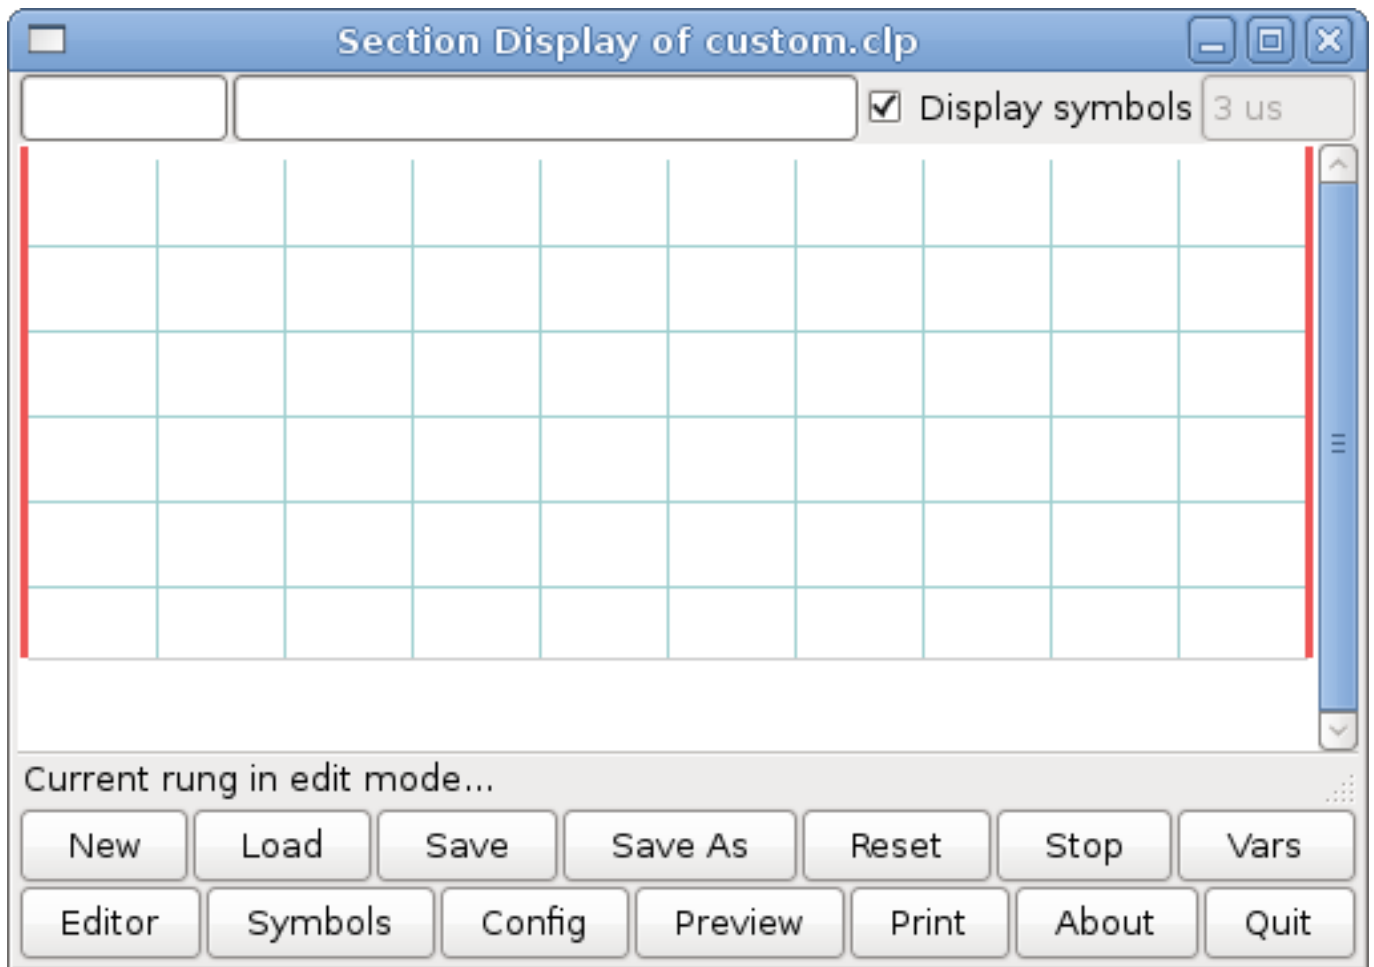 Section Display of custom.clp
Display symbols 3 us
Current rung in edit mode...
New Load Save Save As Reset Stop Vars
Editor Symbols Config Preview Print About Quit